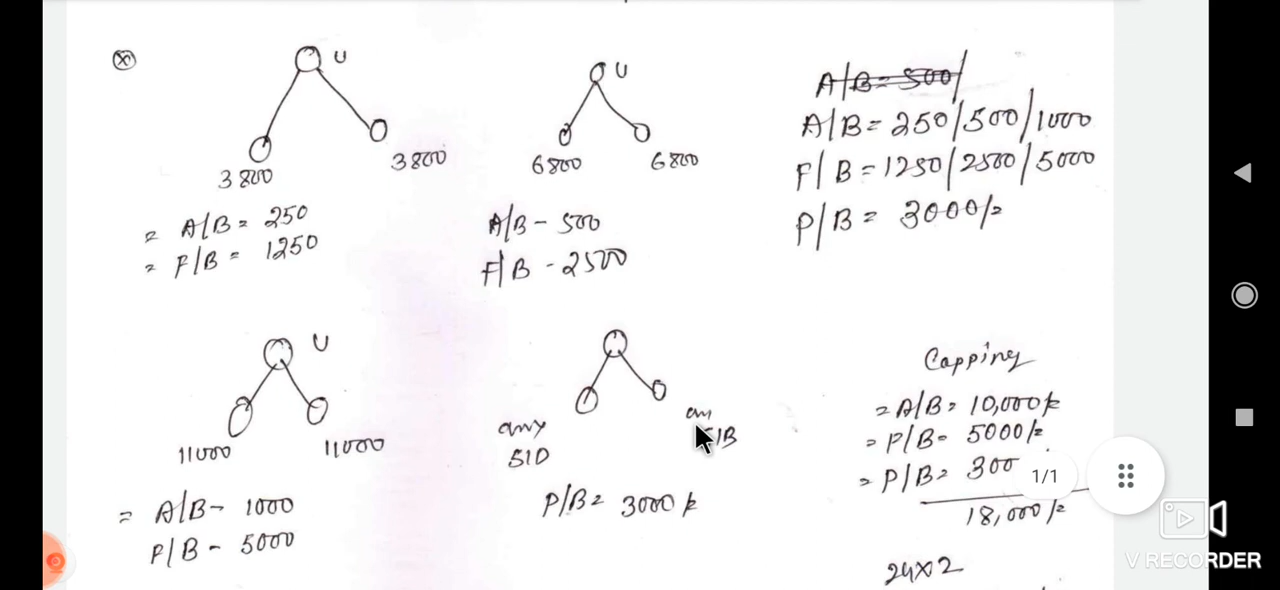 U
3800
3800
= A/B = 250
= F/B = 1250
U
6800
6800
A/B - 500
F/B - 2500
A/B = 500/
A/B = 250/500/1000
F/B = 1250/2500/5000
P/B = 3000/-
U
11000
11000
= A/B - 1000
F/B - 5000
any
510
P/B = 3000/-
Capping
= A/B = 10,000/-
= P/B = 5000/-
= P/B = 300
1/1
18,000/-
24x2
V RECORDER